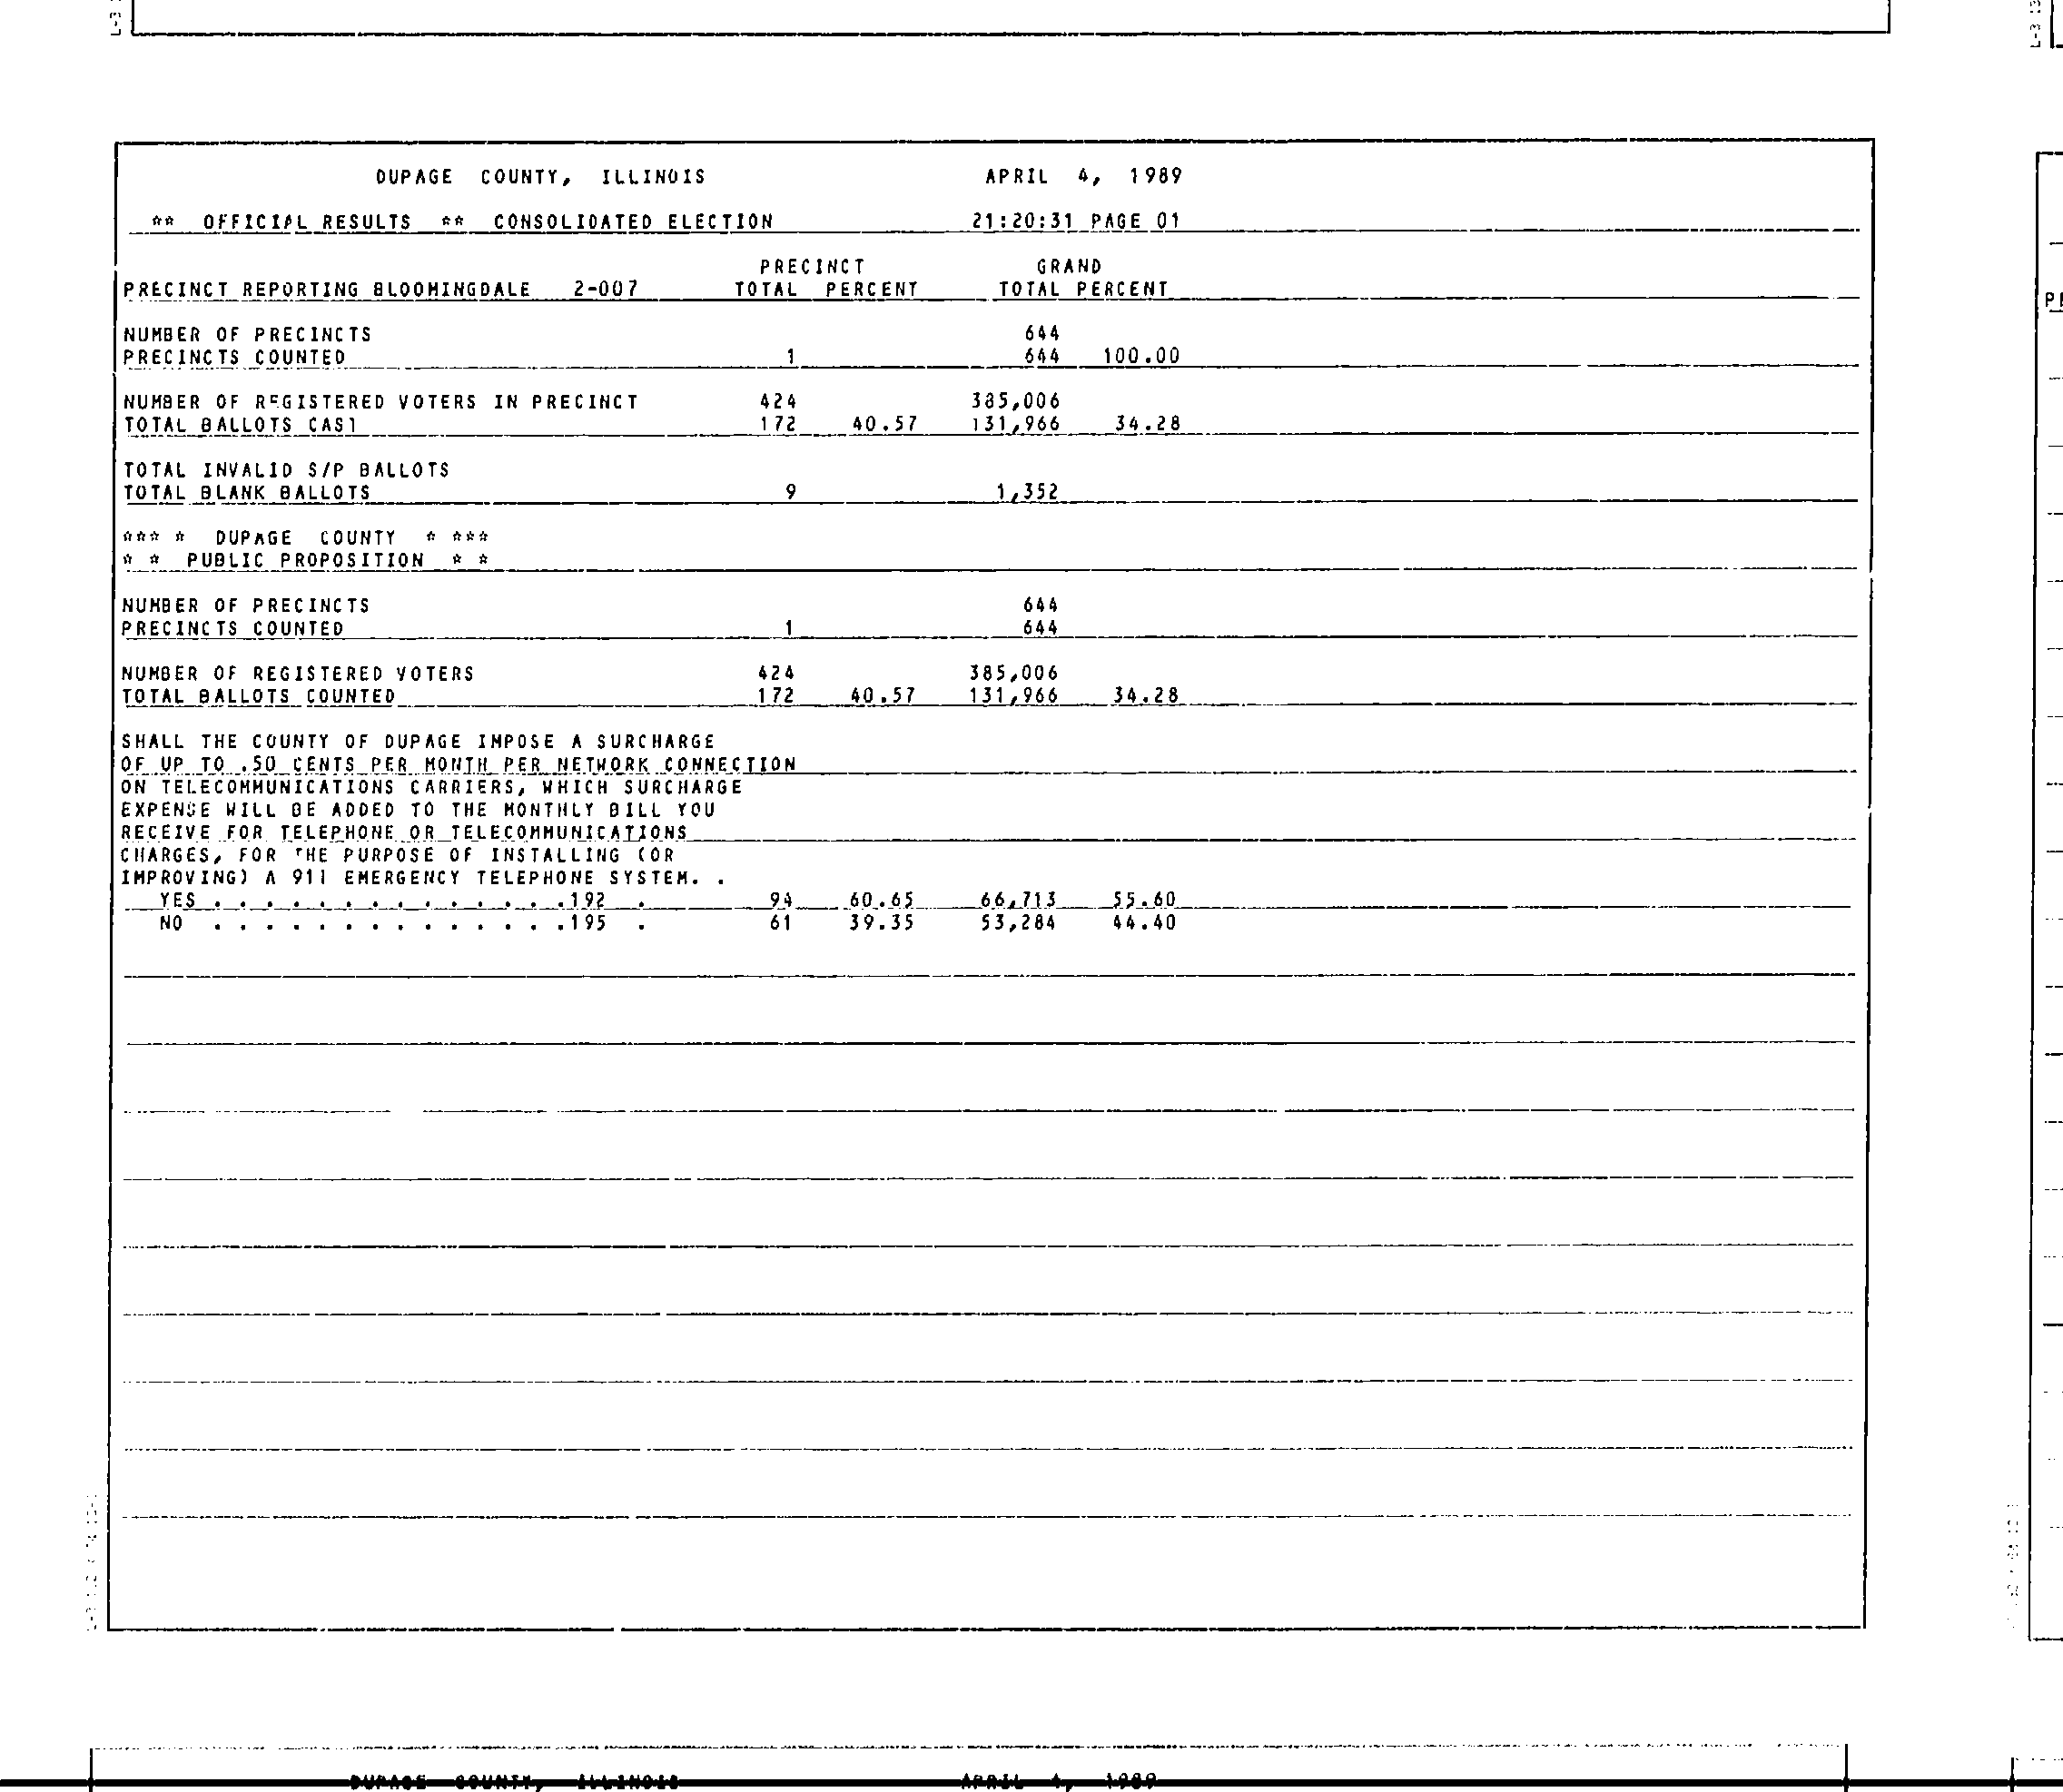 DUPAGE COUNTY, ILLINOIS APRIL 4, 1989
** OFFICIAL RESULTS ** CONSOLIDATED ELECTION 21:20:31 PAGE 01
PRECINCT GRAND
PRECINCT REPORTING BLOOMINGDALE 2-007 TOTAL PERCENT TOTAL PERCENT
NUMBER OF PRECINCTS 644
PRECINCTS COUNTED 1 644 100.00
NUMBER OF REGISTERED VOTERS IN PRECINCT 424 385,006
TOTAL BALLOTS CAST 172 40.57 131,966 34.28
TOTAL INVALID S/P BALLOTS
TOTAL BLANK BALLOTS 9 1,352
*** * DUPAGE COUNTY * ***
* * PUBLIC PROPOSITION * *
NUMBER OF PRECINCTS 644
PRECINCTS COUNTED 1 644
NUMBER OF REGISTERED VOTERS 424 385,006
TOTAL BALLOTS COUNTED 172 40.57 131,966 34.28
SHALL THE COUNTY OF DUPAGE IMPOSE A SURCHARGE
OF UP TO .50 CENTS PER MONTH PER NETWORK CONNECTION
ON TELECOMMUNICATIONS CARRIERS, WHICH SURCHARGE
EXPENSE WILL BE ADDED TO THE MONTHLY BILL YOU
RECEIVE FOR TELEPHONE OR TELECOMMUNICATIONS
CHARGES, FOR THE PURPOSE OF INSTALLING (OR
IMPROVING) A 911 EMERGENCY TELEPHONE SYSTEM. .
YES . . . . . . . . . . . . . .192 . 94 60.65 66,713 55.60
NO . . . . . . . . . . . . . .195 . 61 39.35 53,284 44.40
DUPAGE COUNTY, ILLINOIS APRIL 4, 1989